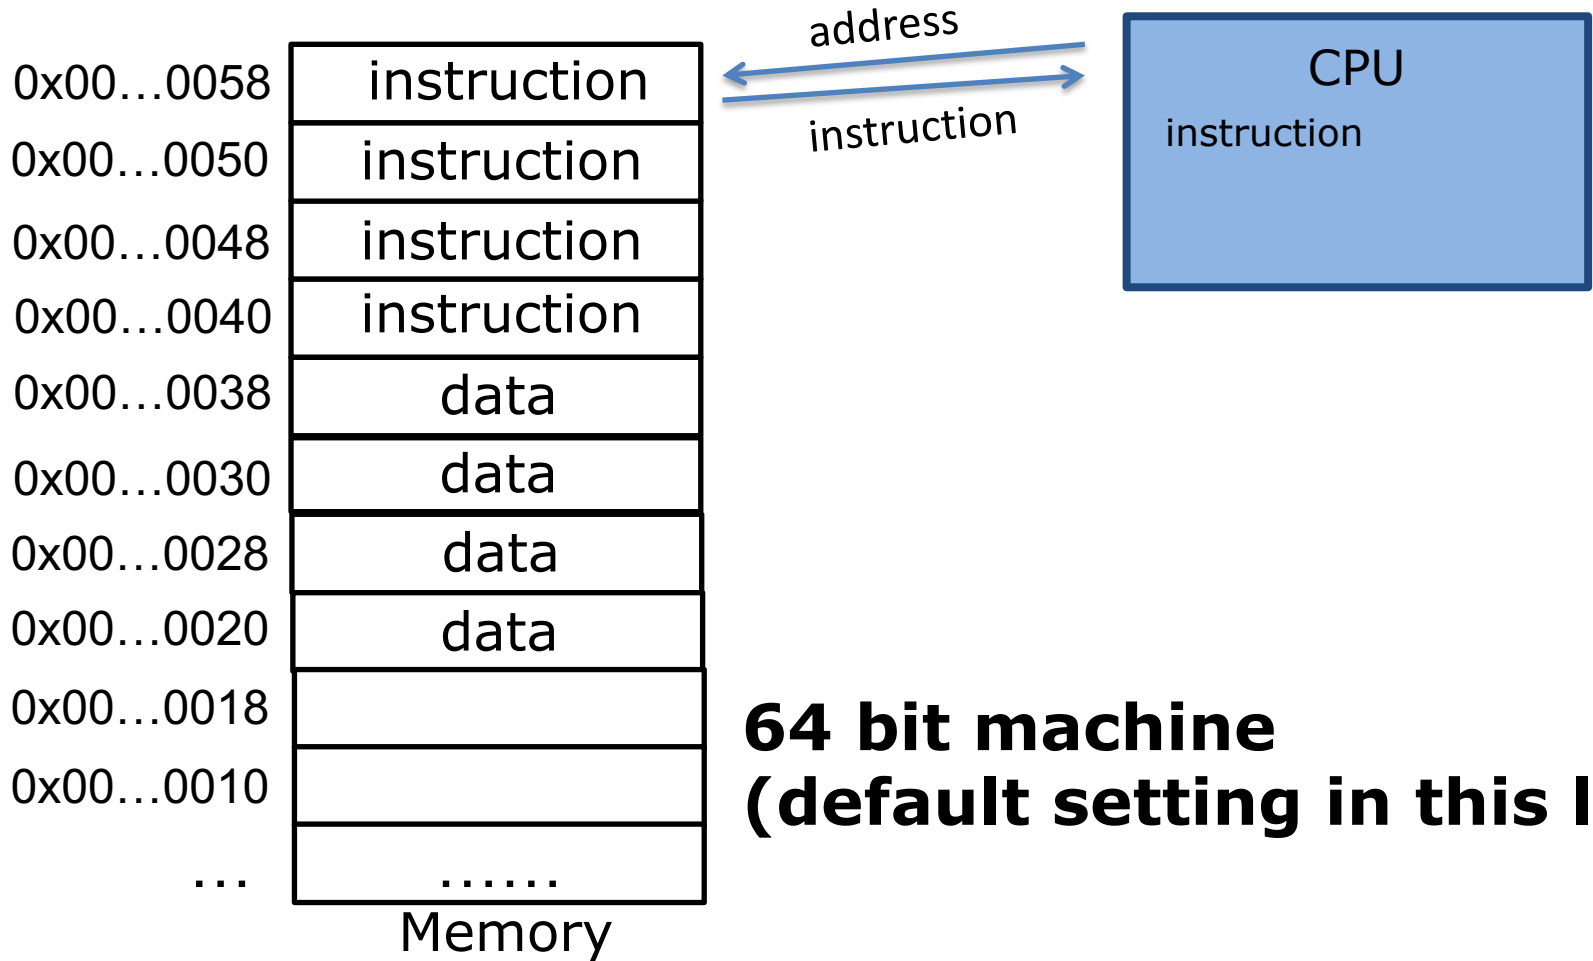 address
0x00…0058 instruction
CPU
instruction
instruction
0x00…0050 instruction
0x00…0048 instruction
0x00…0040 instruction
0x00…0038 data
0x00…0030 data
0x00…0028 data
0x00…0020 data
0x00…0018
0x00…0010
64 bit machine
(default setting in this
… ……
Memory